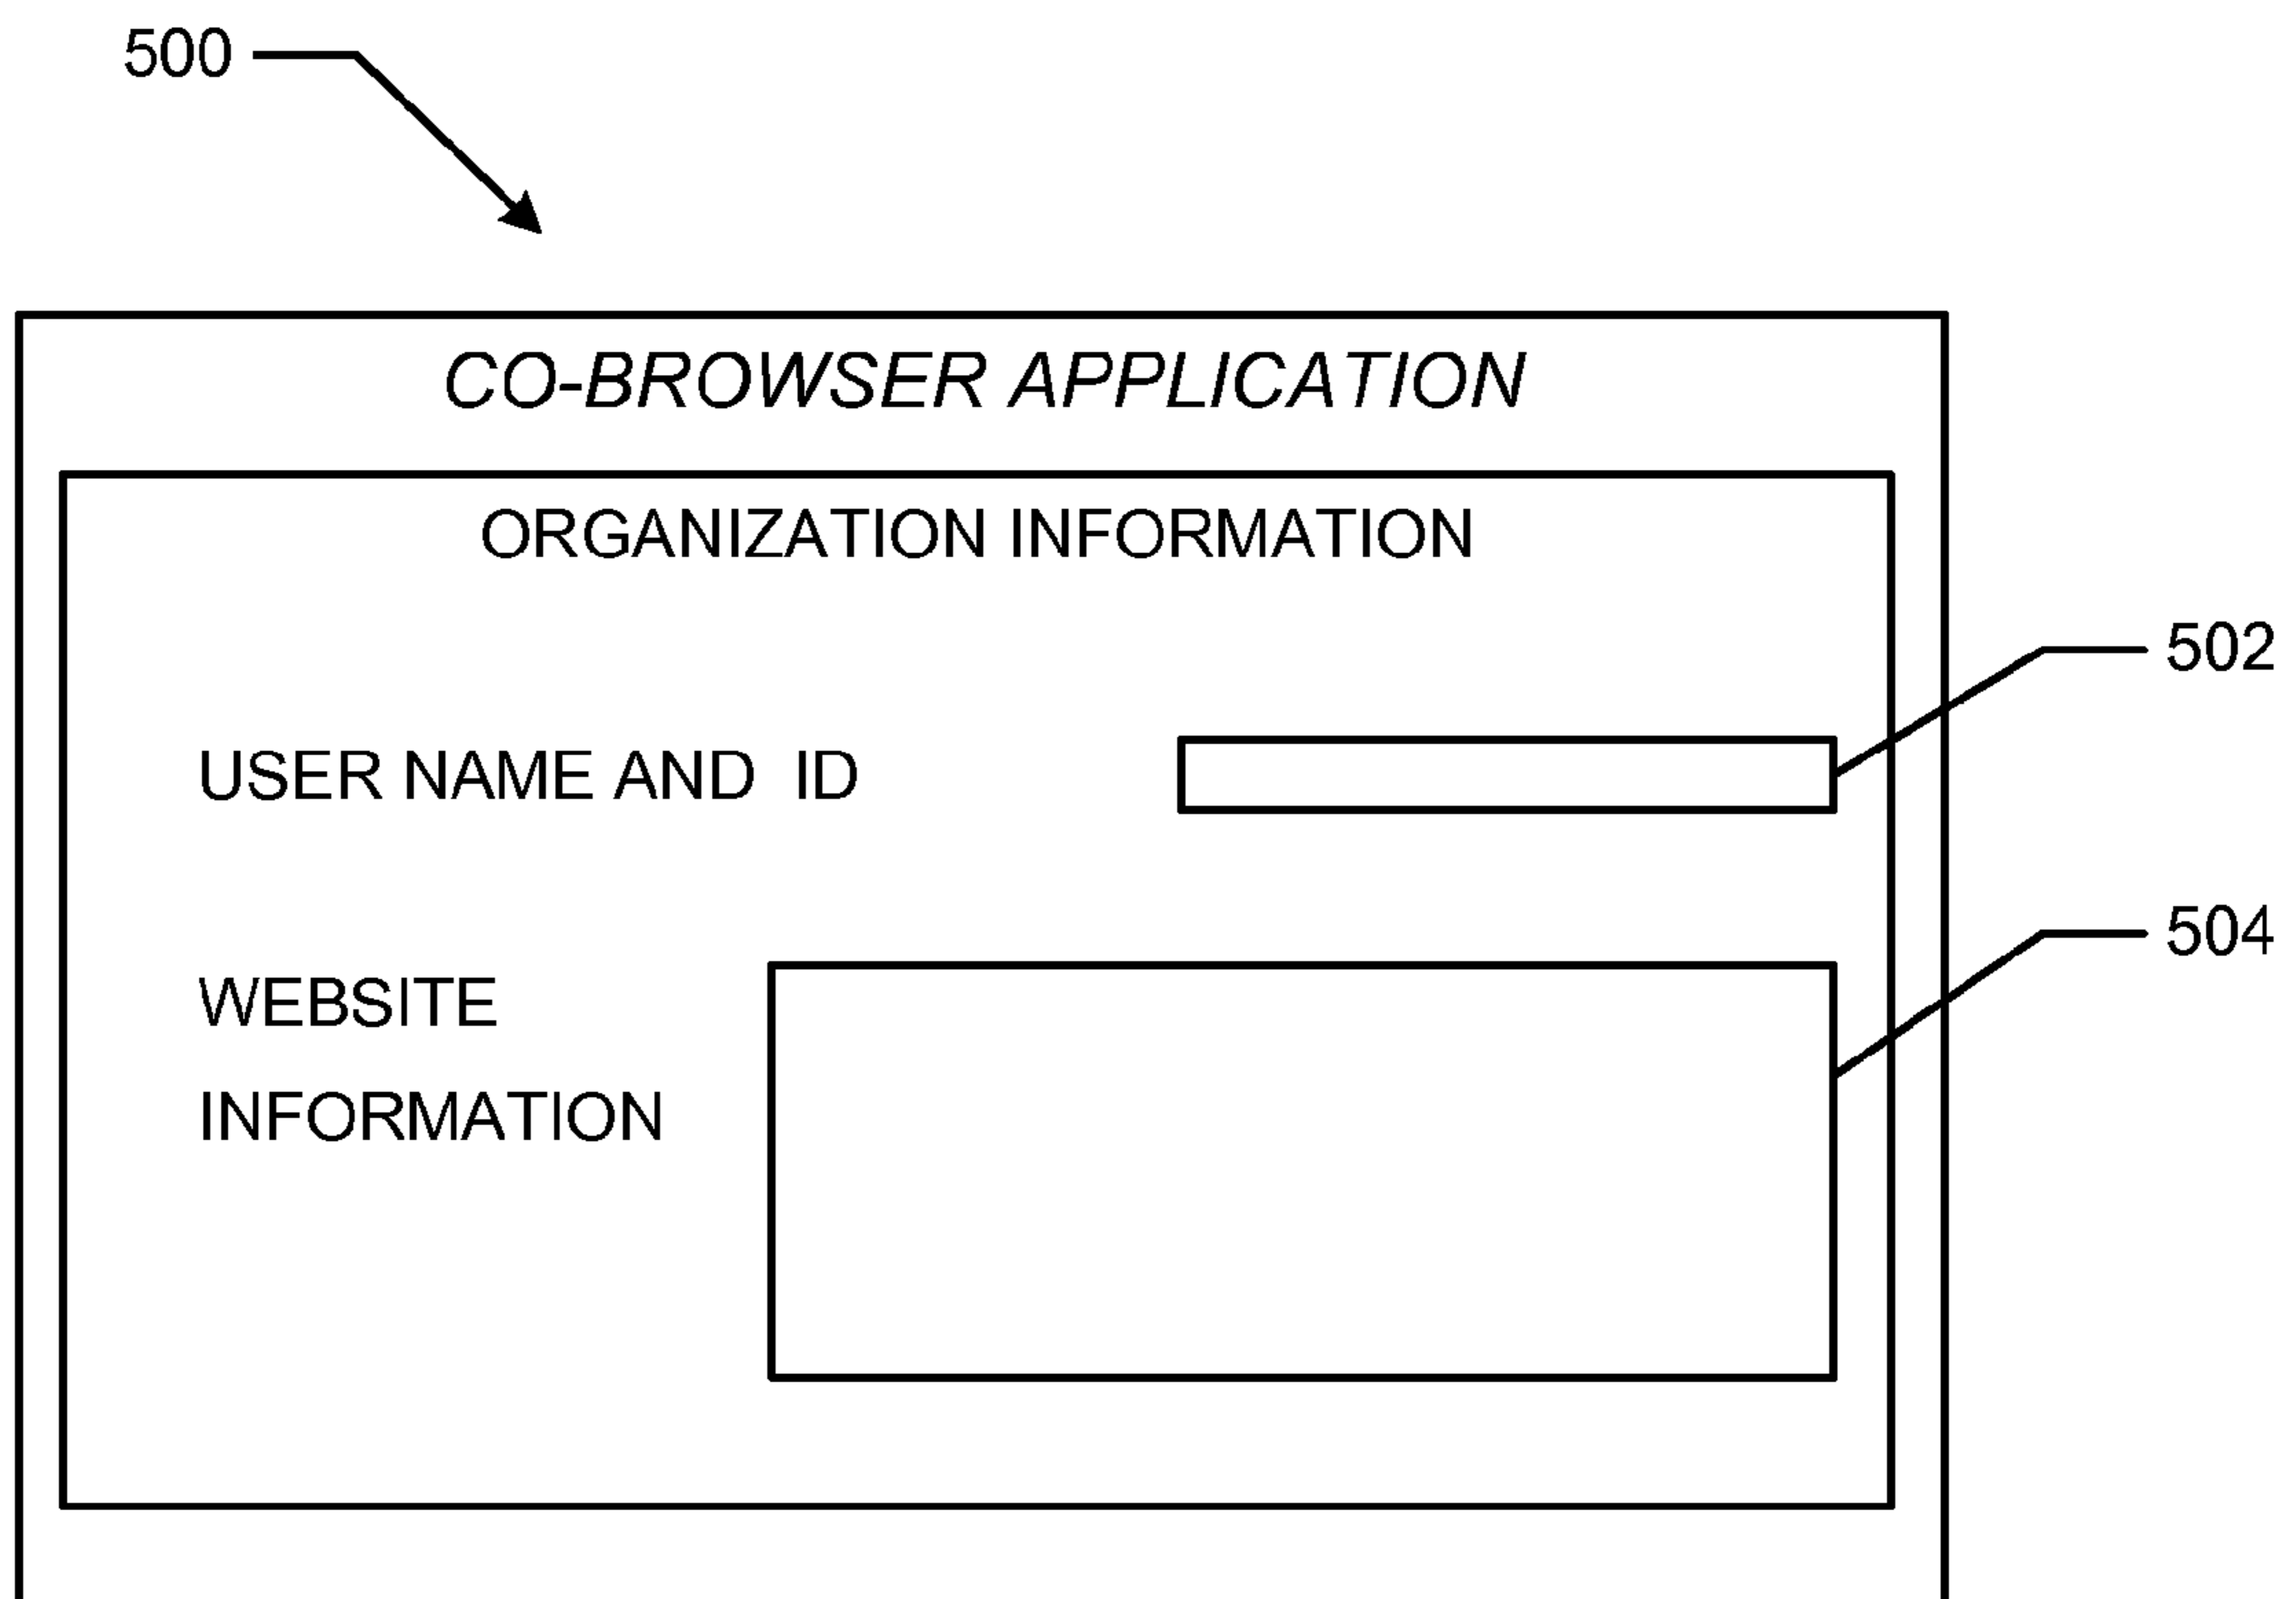 500
CO-BROWSER APPLICATION
ORGANIZATION INFORMATION
502
USER NAME AND ID
504
WEBSITE
INFORMATION